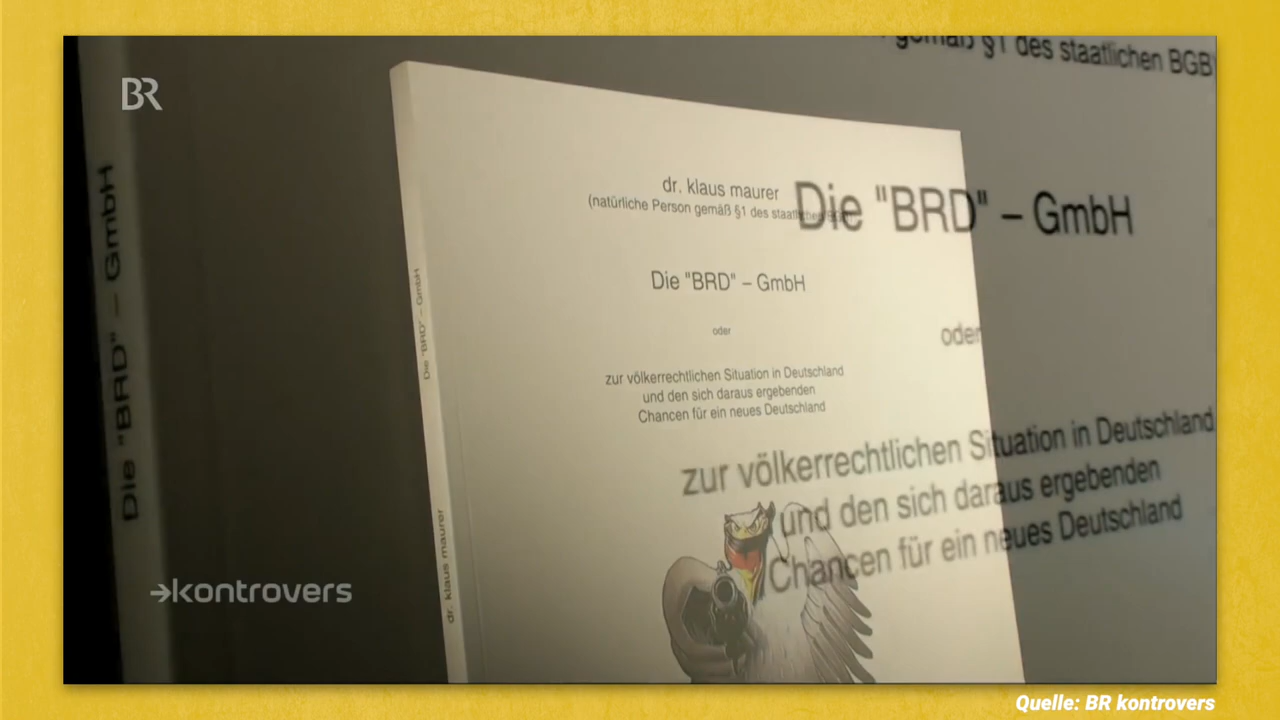 BR
gemäß §1 des staatlichen BGB
dr. klaus maurer
(natürliche Person gemäß §1 des staatlichen
Die "BRD" – GmbH
oder
zur völkerrechtlichen Situation in Deutschland
und den sich daraus ergebenden
Chancen für ein neues Deutschland
Die "BRD" – GmbH
oder
zur völkerrechtlichen Situation in Deutschland
und den sich daraus ergebenden
Chancen für ein neues Deutschland
Die "BRD" – GmbH
Die "BRD" – GmbH
dr. klaus maurer
kontrovers
Quelle: BR kontrovers